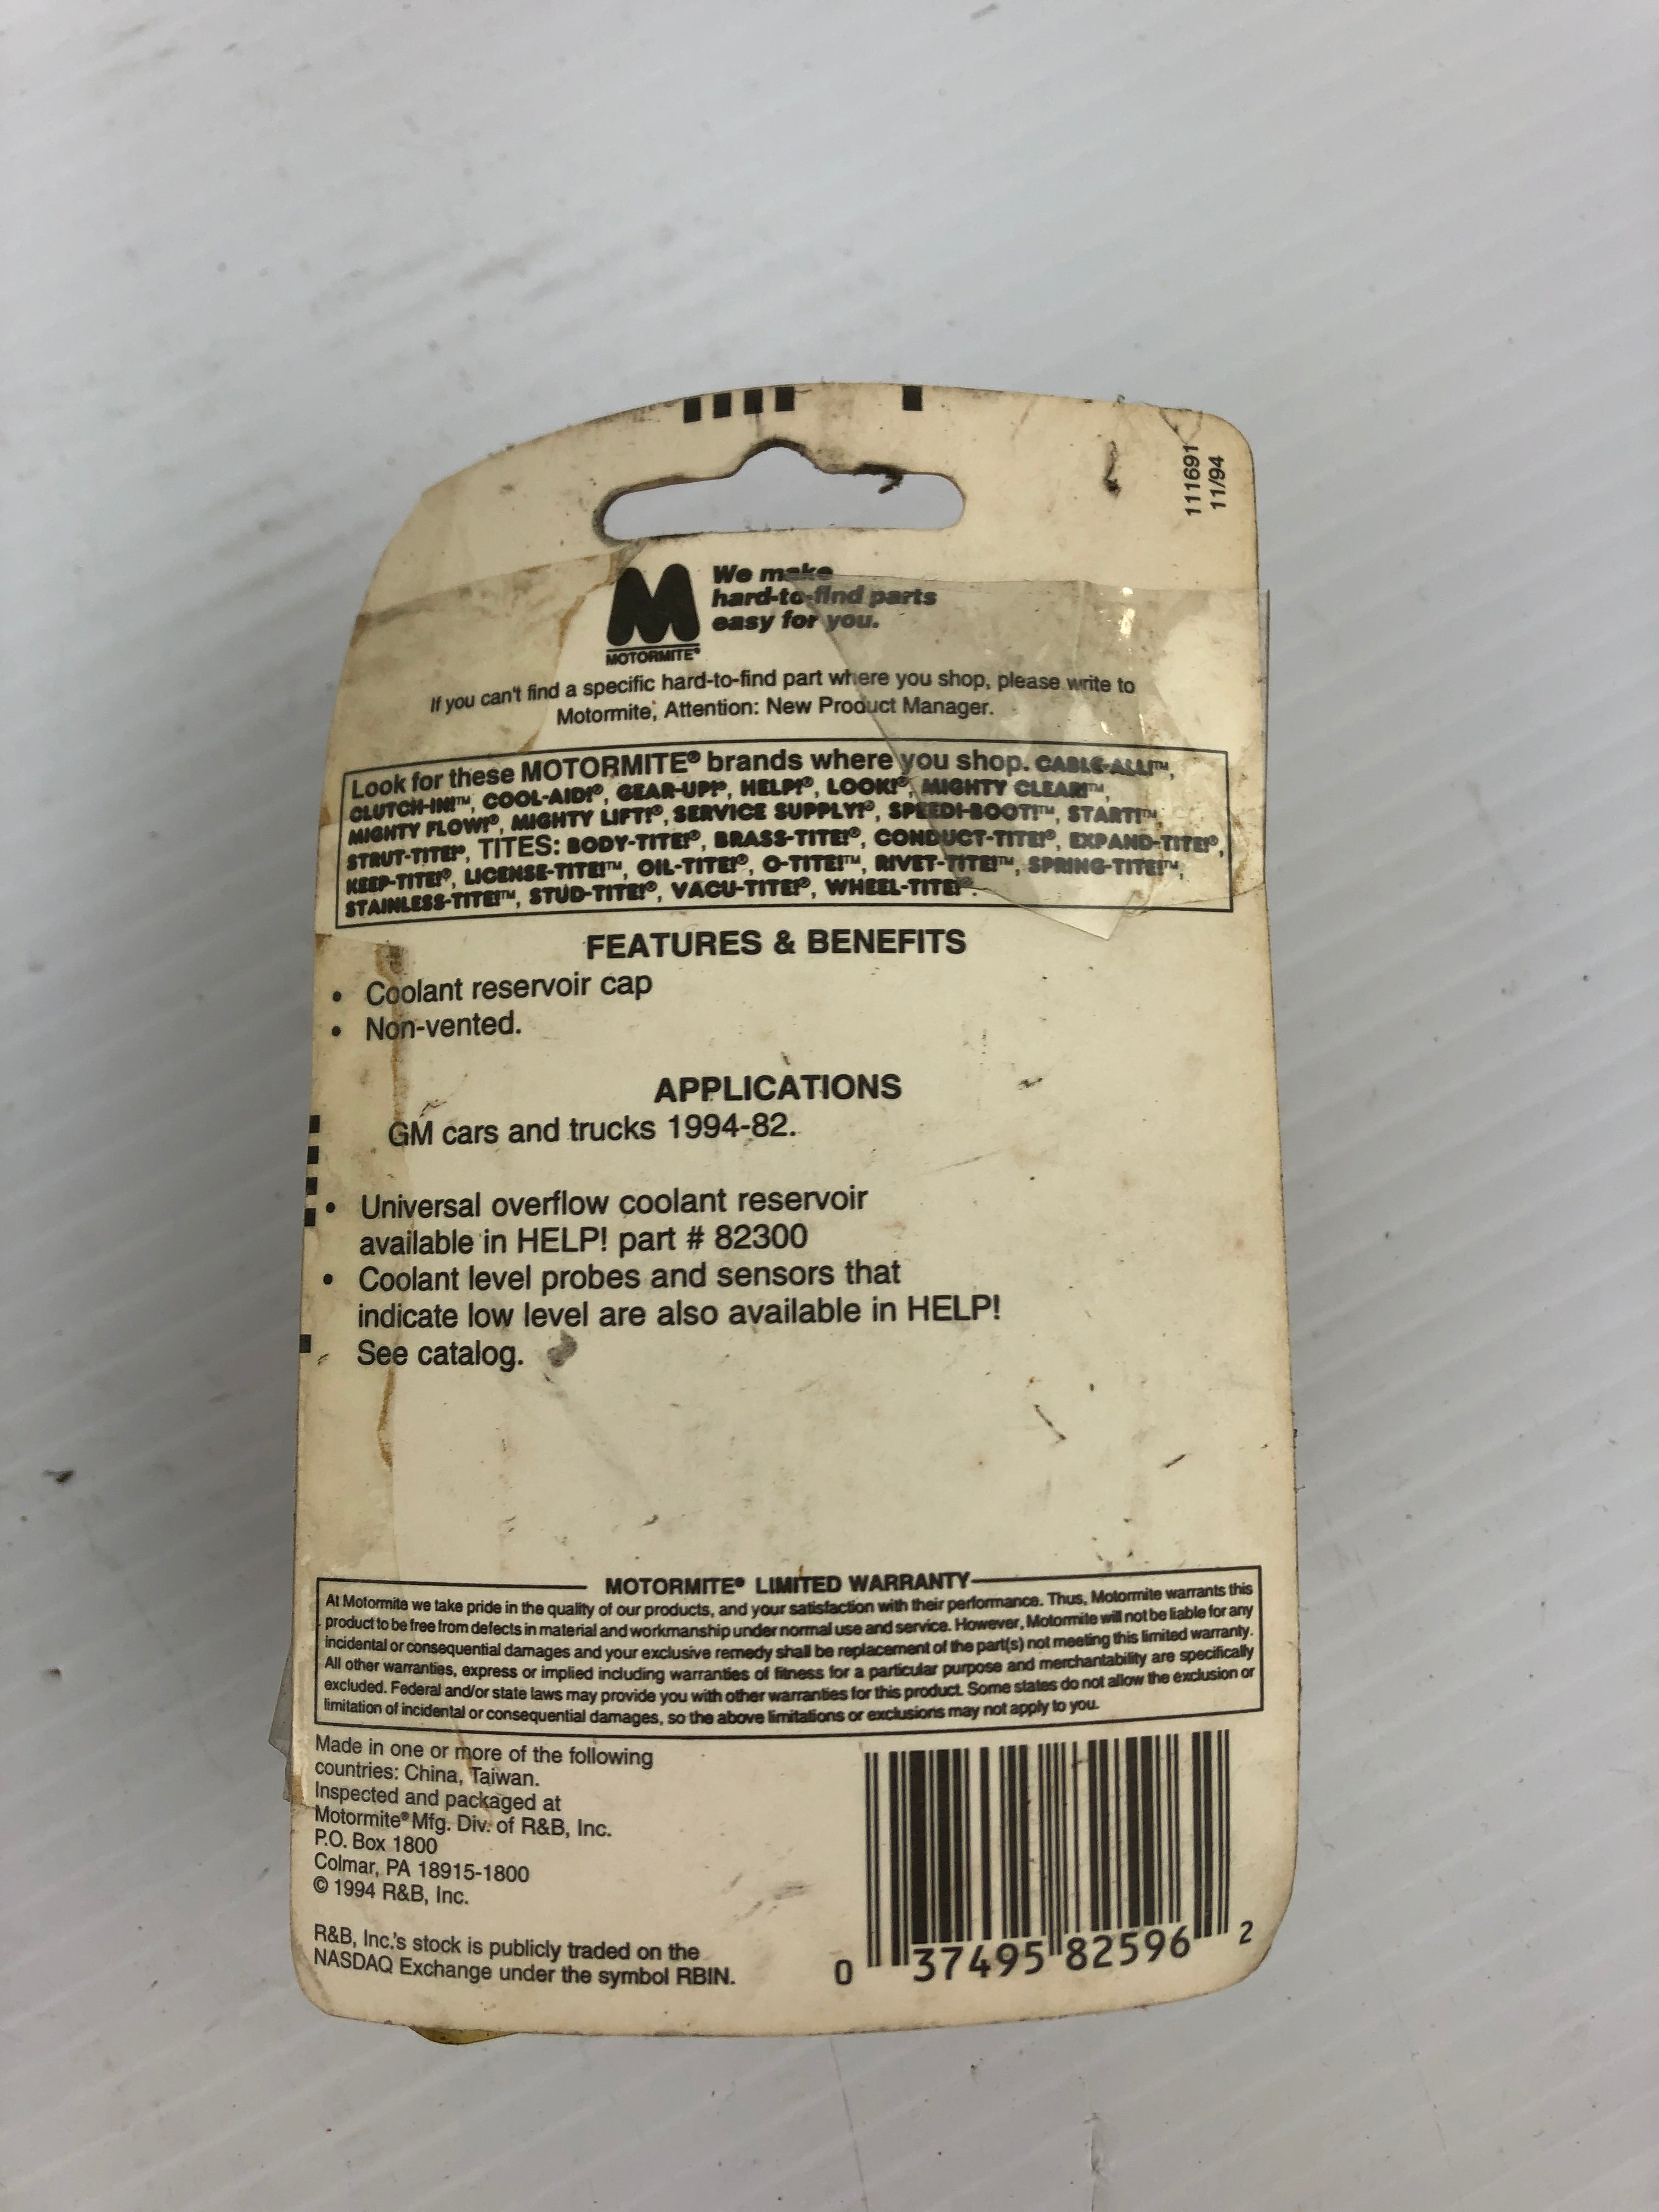 111691
11/94
We make
hard-to-find parts
easy for you.
MOTORMITE®
If you can't find a specific hard-to-find part where you shop, please write to
Motormite, Attention: New Product Manager.
Look for these MOTORMITE® brands where you shop. CABLE-ALL!™,
CLUTCH-IN!™, COOL-AID!®, GEAR-UP!®, HELP!®, LOOK!®, MIGHTY CLEAR!™,
MIGHTY FLOW!®, MIGHTY LIFT!®, SERVICE SUPPLY!®, SPEEDI-BOOT!™, START!™,
STRUT-TITE!®, TITES: BODY-TITE!®, BRASS-TITE!®, CONDUCT-TITE!®, EXPAND-TITE!®,
KEEP-TITE!®, LICENSE-TITE!™, OIL-TITE!®, O-TITE!™, RIVET-TITE!™, SPRING-TITE!™,
STAINLESS-TITE!™, STUD-TITE!®, VACU-TITE!®, WHEEL-TITE!®.
FEATURES & BENEFITS
• Coolant reservoir cap
• Non-vented.
APPLICATIONS
GM cars and trucks 1994-82.
• Universal overflow coolant reservoir
available in HELP! part # 82300
• Coolant level probes and sensors that
indicate low level are also available in HELP!
See catalog.
MOTORMITE® LIMITED WARRANTY
At Motormite we take pride in the quality of our products, and your satisfaction with their performance. Thus, Motormite warrants this
product to be free from defects in material and workmanship under normal use and service. However, Motormite will not be liable for any
incidental or consequential damages and your exclusive remedy shall be replacement of the part(s) not meeting this limited warranty.
All other warranties, express or implied including warranties of fitness for a particular purpose and merchantability are specifically
excluded. Federal and/or state laws may provide you with other warranties for this product. Some states do not allow the exclusion or
limitation of incidental or consequential damages, so the above limitations or exclusions may not apply to you.
Made in one or more of the following
countries: China, Taiwan.
Inspected and packaged at
Motormite® Mfg. Div. of R&B, Inc.
P.O. Box 1800
Colmar, PA 18915-1800
© 1994 R&B, Inc.
R&B, Inc.'s stock is publicly traded on the
NASDAQ Exchange under the symbol RBIN.
0 37495 82596 2